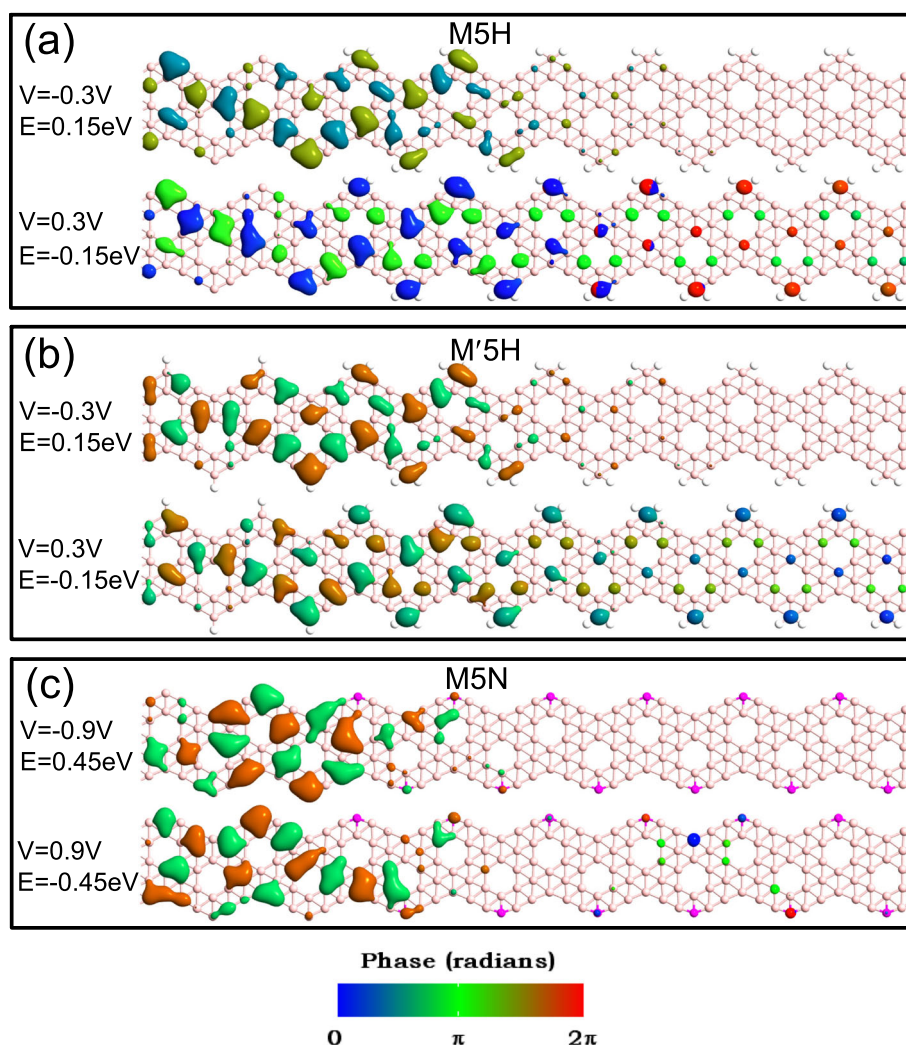 (a) M5H
V=-0.3V
E=0.15eV
V=0.3V
E=-0.15eV
(b) M′5H
V=-0.3V
E=0.15eV
V=0.3V
E=-0.15eV
(c) M5N
V=-0.9V
E=0.45eV
V=0.9V
E=-0.45eV
Phase (radians)
0 π 2π